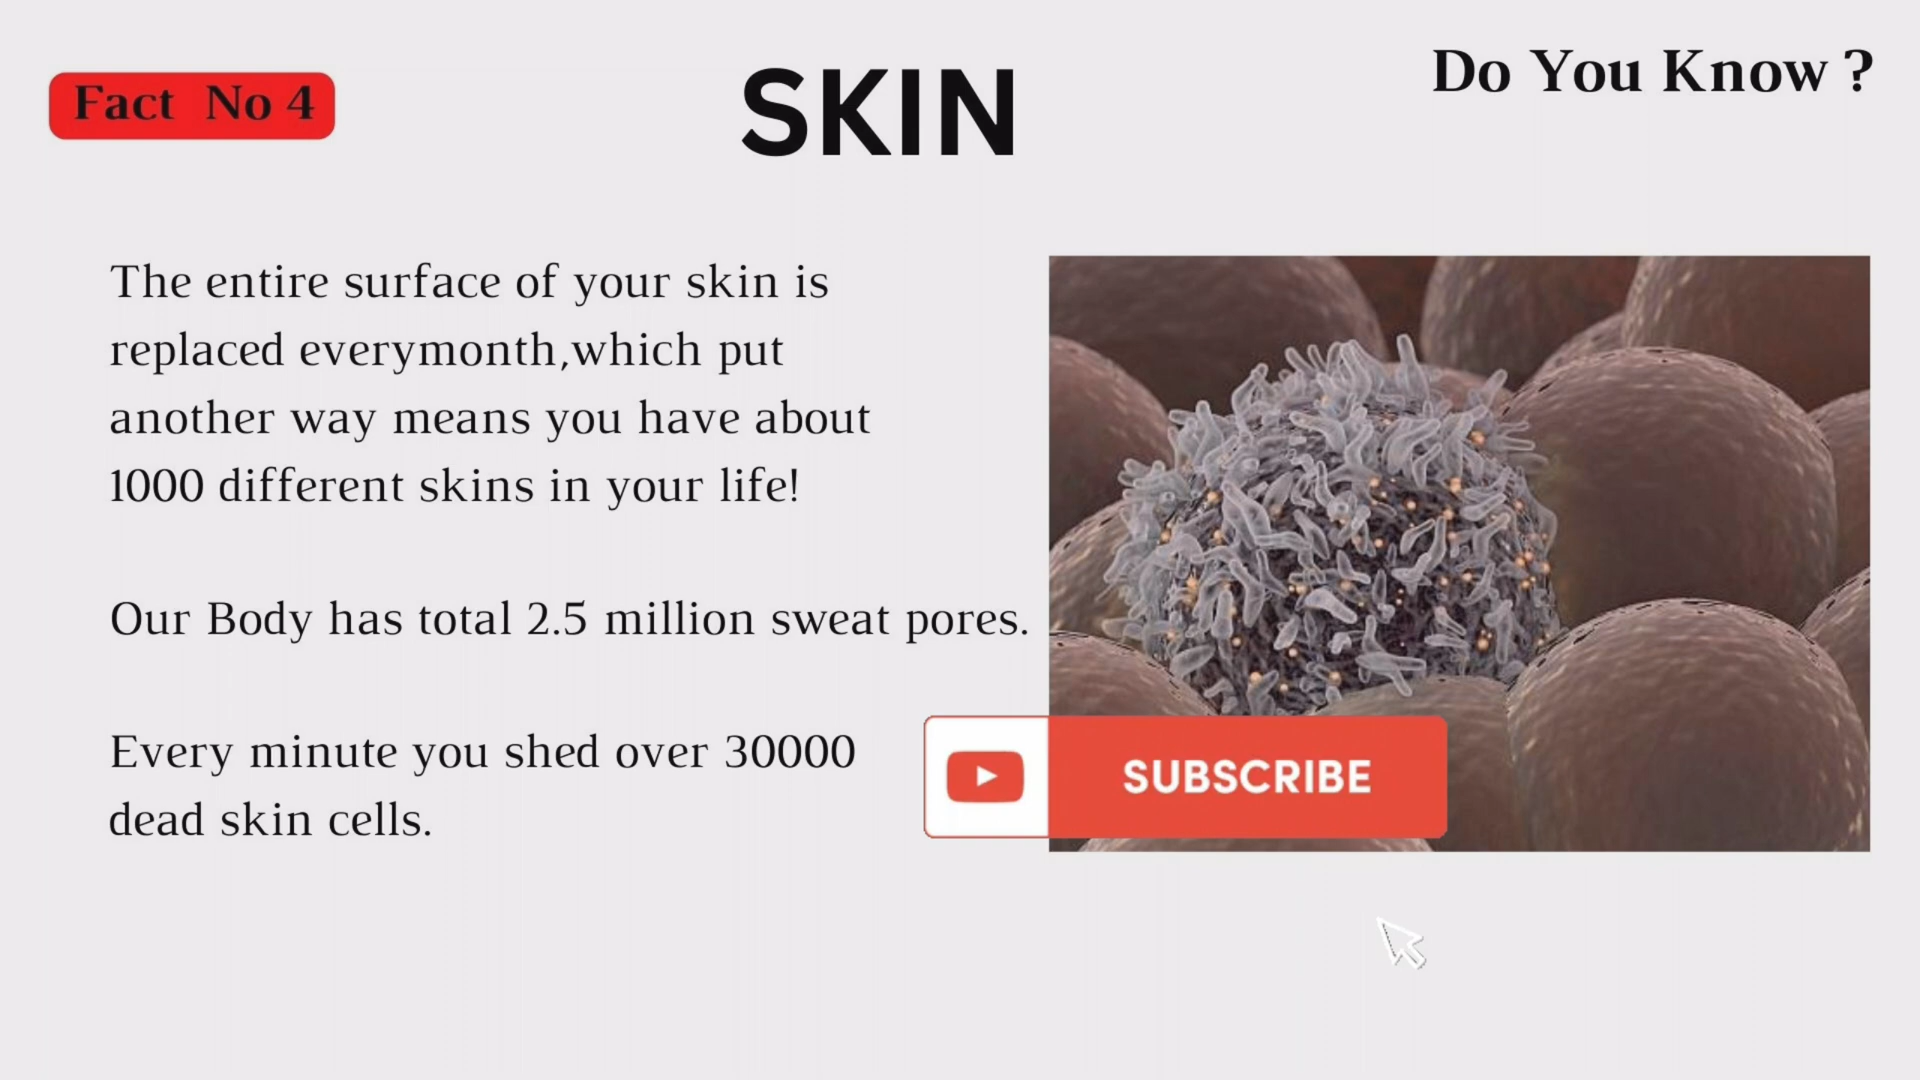 Fact No 4
SKIN
Do You Know ?
The entire surface of your skin is
replaced everymonth,which put
another way means you have about
1000 different skins in your life!
Our Body has total 2.5 million sweat pores.
Every minute you shed over 30000
dead skin cells.
SUBSCRIBE